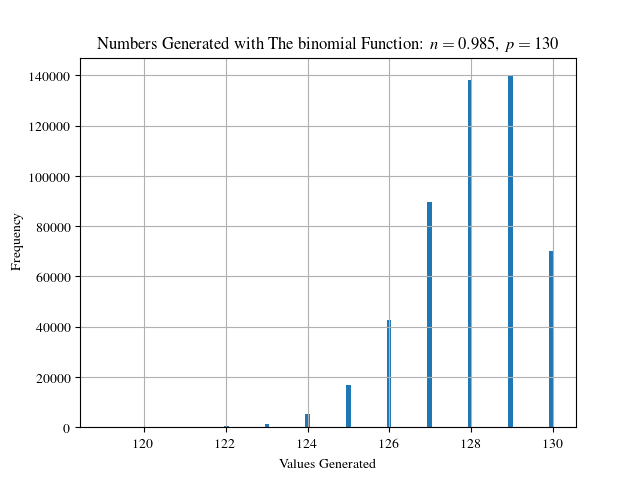 Numbers Generated with The binomial Function: n = 0.985, p = 130
140000
120000
100000
80000
60000
40000
20000
0
Frequency
120 122 124 126 128 130
Values Generated